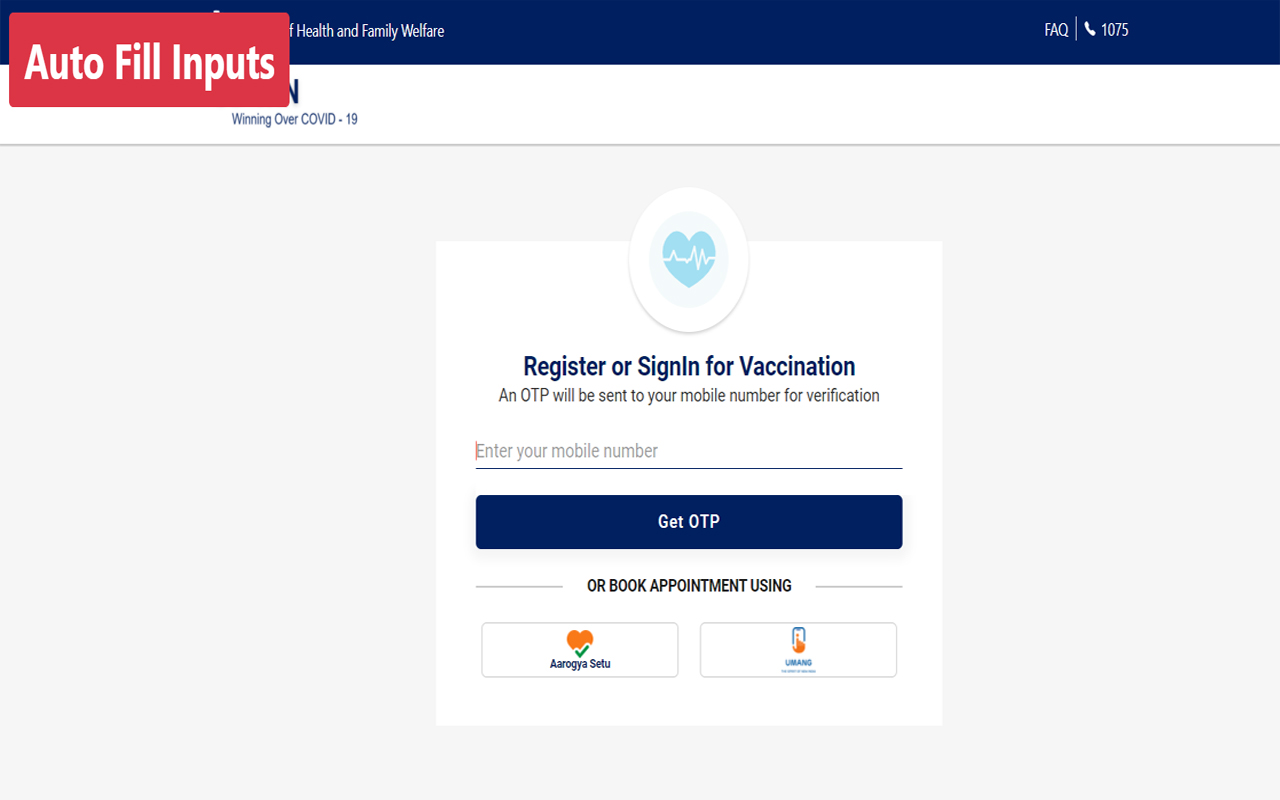 f Health and Family Welfare
FAQ
1075
Auto Fill Inputs
N
Winning Over COVID - 19
Register or SignIn for Vaccination
An OTP will be sent to your mobile number for verification
Enter your mobile number
Get OTP
OR BOOK APPOINTMENT USING
Aarogya Setu
UMANG